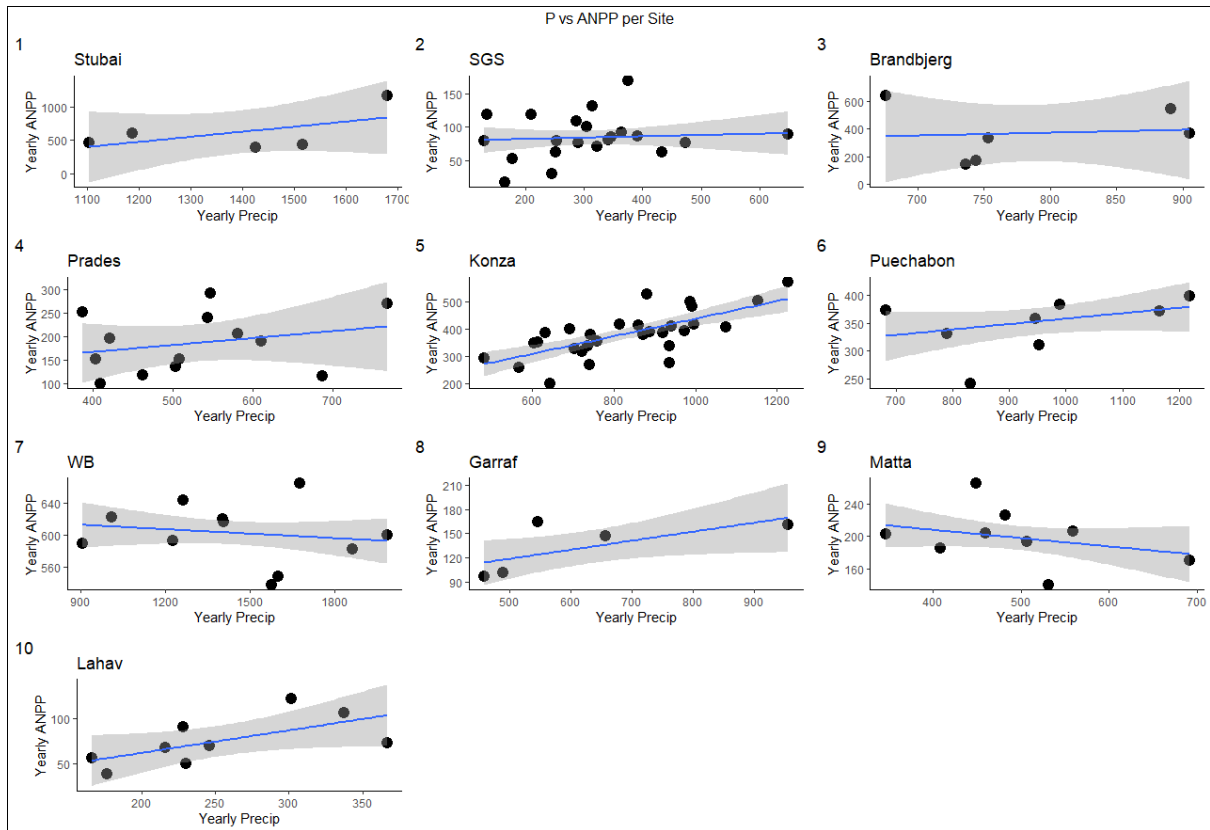 P vs ANPP per Site
1
Stubai
Yearly ANPP
1000
500
0
1100 1200 1300 1400 1500 1600 1700
Yearly Precip
2
SGS
Yearly ANPP
150
100
50
200 300 400 500 600
Yearly Precip
3
Brandbjerg
Yearly ANPP
600
400
200
0
700 750 800 850 900
Yearly Precip
4
Prades
Yearly ANPP
300
250
200
150
100
400 500 600 700
Yearly Precip
5
Konza
Yearly ANPP
500
400
300
200
600 800 1000 1200
Yearly Precip
6
Puechabon
Yearly ANPP
400
350
300
250
700 800 900 1000 1100 1200
Yearly Precip
7
WB
Yearly ANPP
640
600
560
900 1200 1500 1800
Yearly Precip
8
Garraf
Yearly ANPP
210
180
150
120
90
500 600 700 800 900
Yearly Precip
9
Matta
Yearly ANPP
240
200
160
400 500 600 700
Yearly Precip
10
Lahav
Yearly ANPP
100
50
200 250 300 350
Yearly Precip